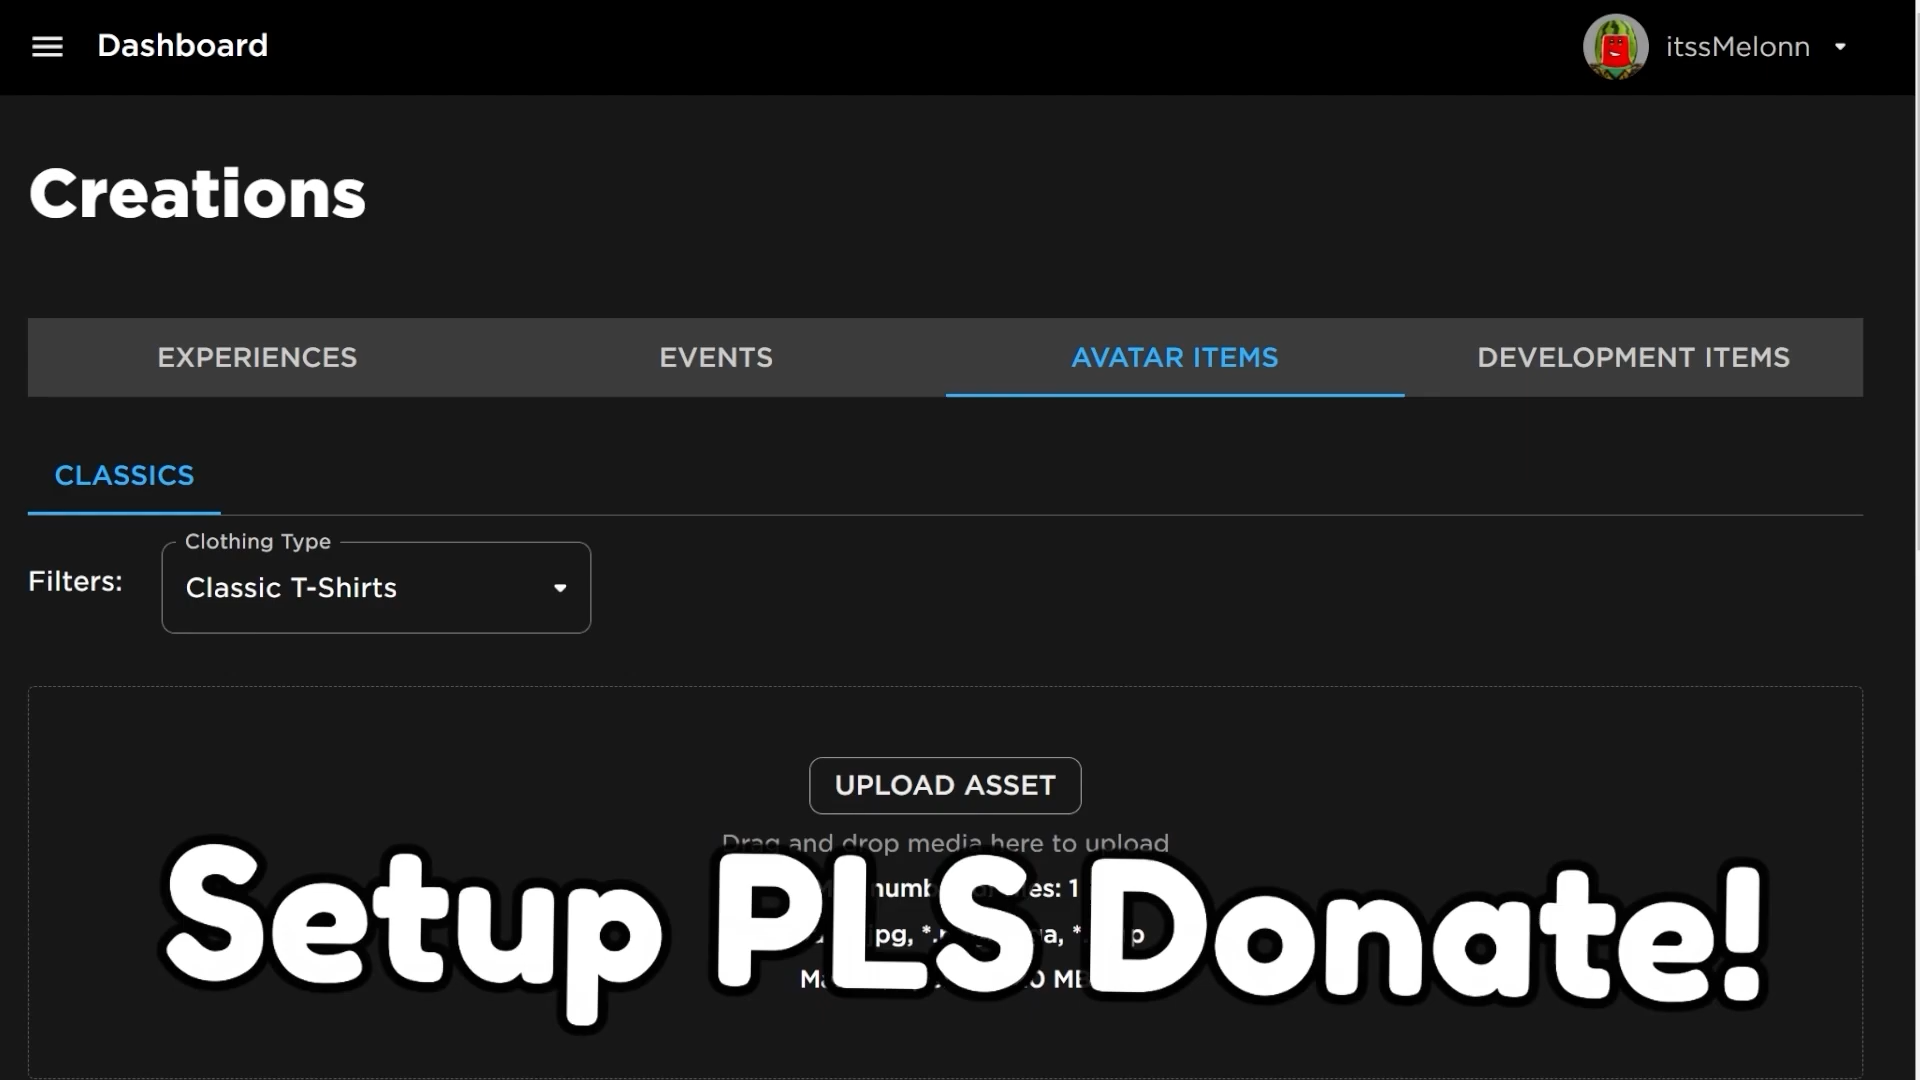 Dashboard
itssMelonn
Creations
EXPERIENCES
EVENTS
AVATAR ITEMS
DEVELOPMENT ITEMS
CLASSICS
Clothing Type
Filters:
Classic T-Shirts
UPLOAD ASSET
Drag and drop media here to upload
1
Setup PLS Donate!